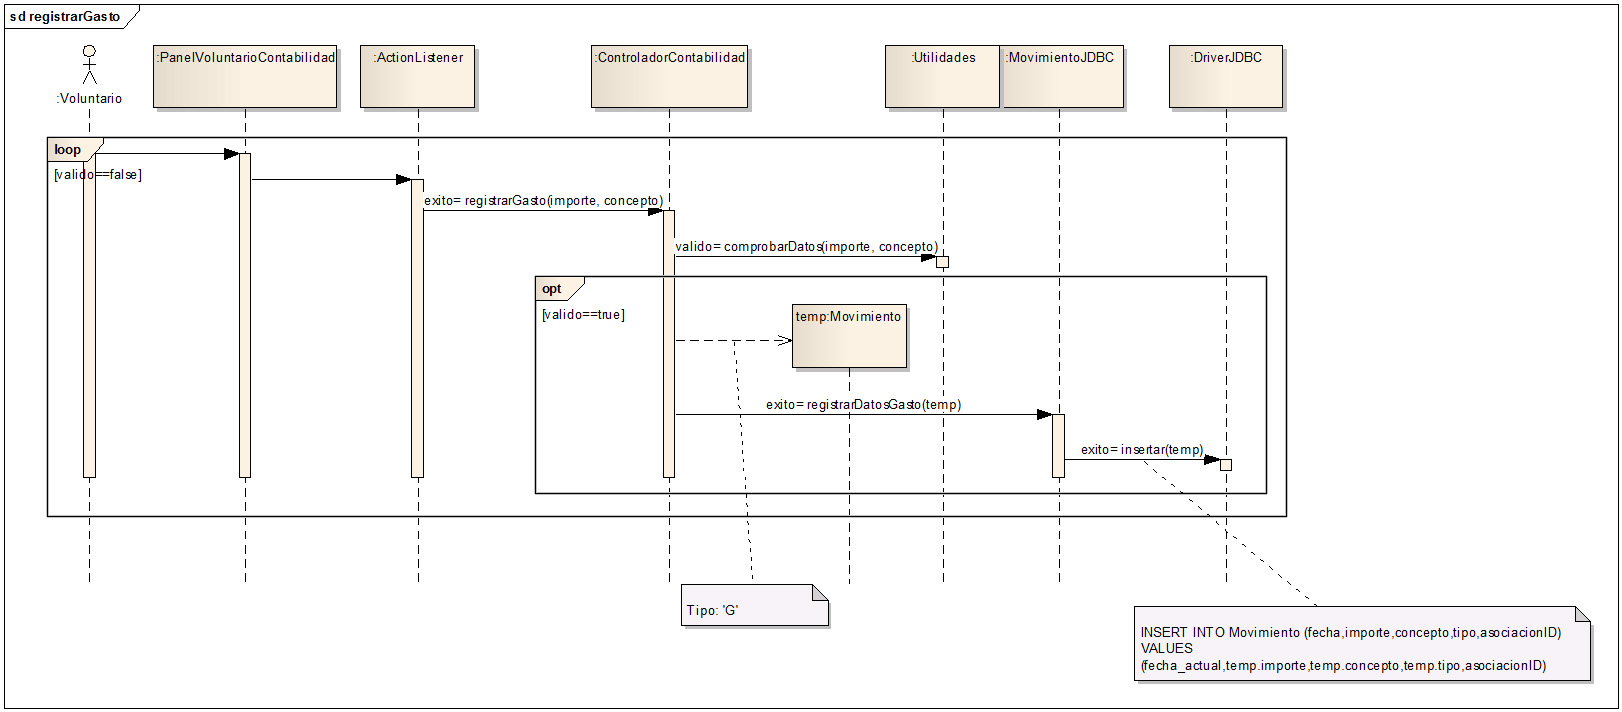 sd registrarGasto
:Voluntario
:PanelVoluntarioContabilidad
:ActionListener
:ControladorContabilidad
:Utilidades
:MovimientoJDBC
:DriverJDBC
loop
[valido==false]
exito= registrarGasto(importe, concepto)
valido= comprobarDatos(importe, concepto)
opt
[valido==true]
temp:Movimiento
exito= registrarDatosGasto(temp)
exito= insertar(temp)
Tipo: 'G'
INSERT INTO Movimiento (fecha,importe,concepto,tipo,asociacionID)
VALUES
(fecha_actual,temp.importe,temp.concepto,temp.tipo,asociacionID)